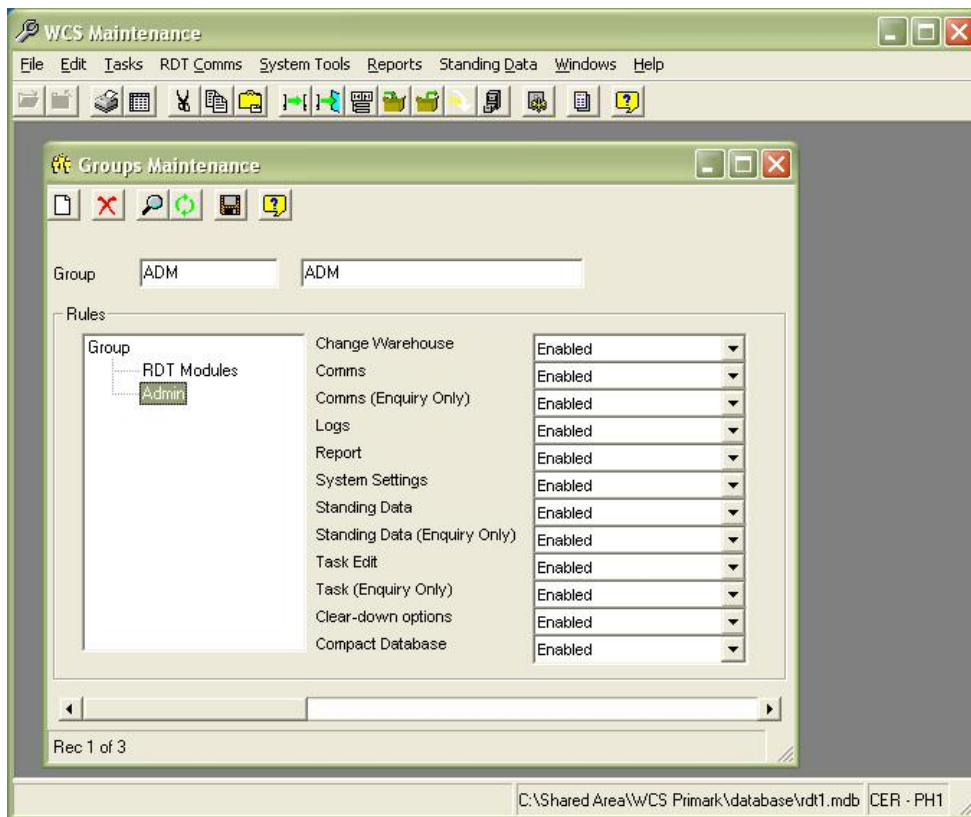 WCS Maintenance
File Edit Tasks RDT Comms System Tools Reports Standing Data Windows Help
Groups Maintenance
Group ADM ADM
Rules
Group
RDT Modules
Admin
Change Warehouse Enabled
Comms Enabled
Comms (Enquiry Only) Enabled
Logs Enabled
Report Enabled
System Settings Enabled
Standing Data Enabled
Standing Data (Enquiry Only) Enabled
Task Edit Enabled
Task (Enquiry Only) Enabled
Clear-down options Enabled
Compact Database Enabled
Rec 1 of 3
C:\Shared Area\WCS Primark\database\rdt1.mdb CER - PH1